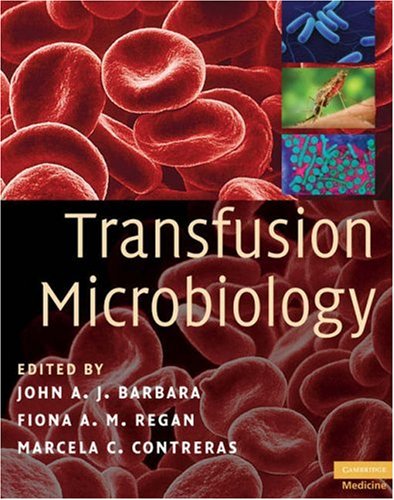 Transfusion
Microbiology
EDITED BY
JOHN A. J. BARBARA
FIONA A. M. REGAN
MARCELA C. CONTRERAS
CAMBRIDGE
Medicine